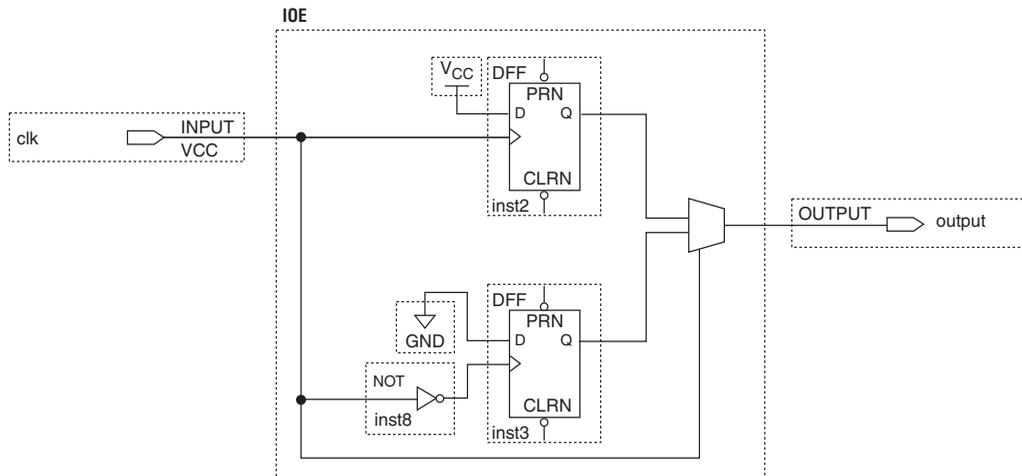 IOE
VCC
DFF
PRN
D Q
CLRN
inst2
clk
INPUT
VCC
OUTPUT
output
DFF
PRN
D Q
CLRN
inst3
GND
NOT
inst8